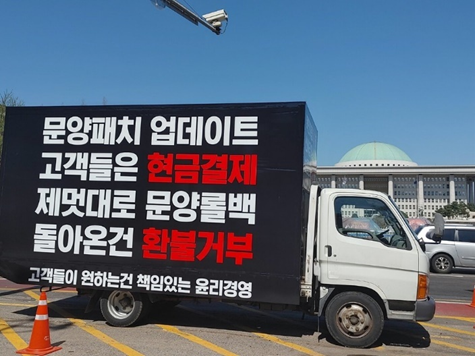 문양패치 업데이트
고객들은 현금결제
제멋대로 문양롤백
돌아온건 환불거부
고객들이 원하는건 책임있는 윤리경영